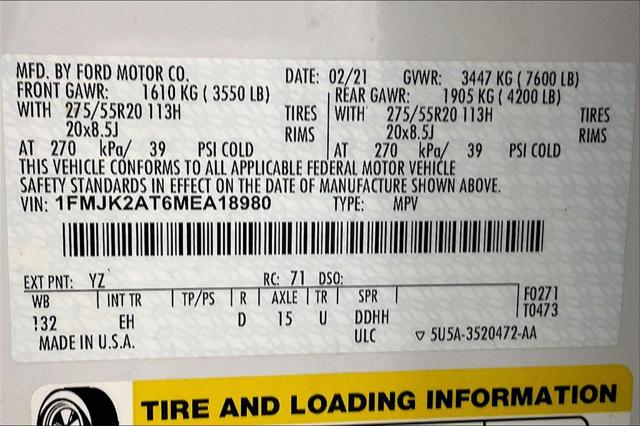 MFD. BY FORD MOTOR CO. DATE: 02/21 GVWR: 3447 KG ( 7600 LB)
FRONT GAWR: 1610 KG ( 3550 LB) REAR GAWR: 1905 KG ( 4200 LB)
WITH 275/55R20 113H TIRES WITH 275/55R20 113H TIRES
20x8.5J RIMS 20x8.5J RIMS
AT 270 kPa/ 39 PSI COLD AT 270 kPa/ 39 PSI COLD
THIS VEHICLE CONFORMS TO ALL APPLICABLE FEDERAL MOTOR VEHICLE
SAFETY STANDARDS IN EFFECT ON THE DATE OF MANUFACTURE SHOWN ABOVE.
VIN: 1FMJK2AT6MEA18980 TYPE: MPV
EXT PNT: YZ RC: 71 DSO:
WB INT TR TP/PS R AXLE TR SPR F0271
132 EH D 15 U DDHH T0473
MADE IN U.S.A. ULC ▽ 5U5A-3520472-AA
TIRE AND LOADING INFORMATION